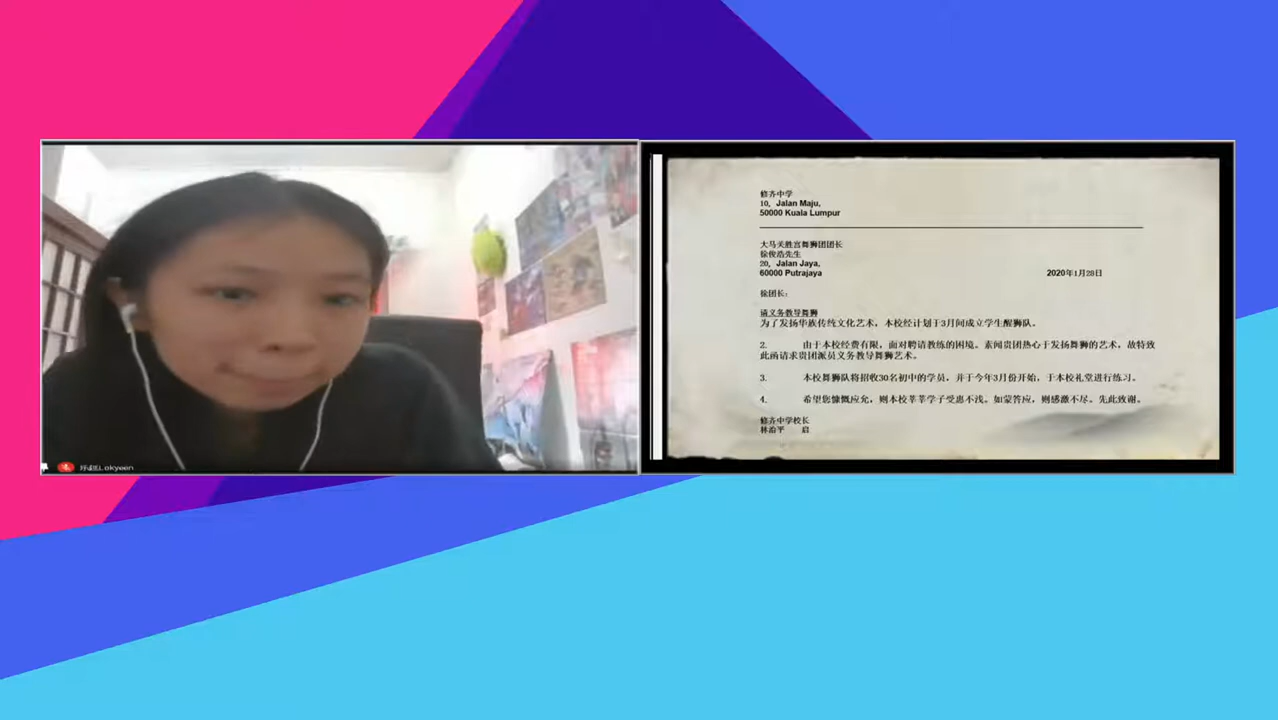 Lokyeen
修齐中学
10, Jalan Maju,
50000 Kuala Lumpur
大马关胜宫舞狮团团长
徐俊浩先生
20, Jalan Jaya,
60000 Putrajaya
2020年1月28日
徐团长：
请义务教导舞狮
为了发扬华族传统文化艺术，本校经计划于3月间成立学生醒狮队。
2. 由于本校经费有限，面对聘请教练的困境。素闻贵团热心于发扬舞狮的艺术，故特致
此函请求贵团派员义务教导舞狮艺术。
3. 本校舞狮队将招收30名初中的学员，并于今年3月份开始，于本校礼堂进行练习。
4. 希望您慷慨应允，则本校莘莘学子受惠不浅。如蒙答应，则感激不尽。先此致谢。
修齐中学校长
林治平 启